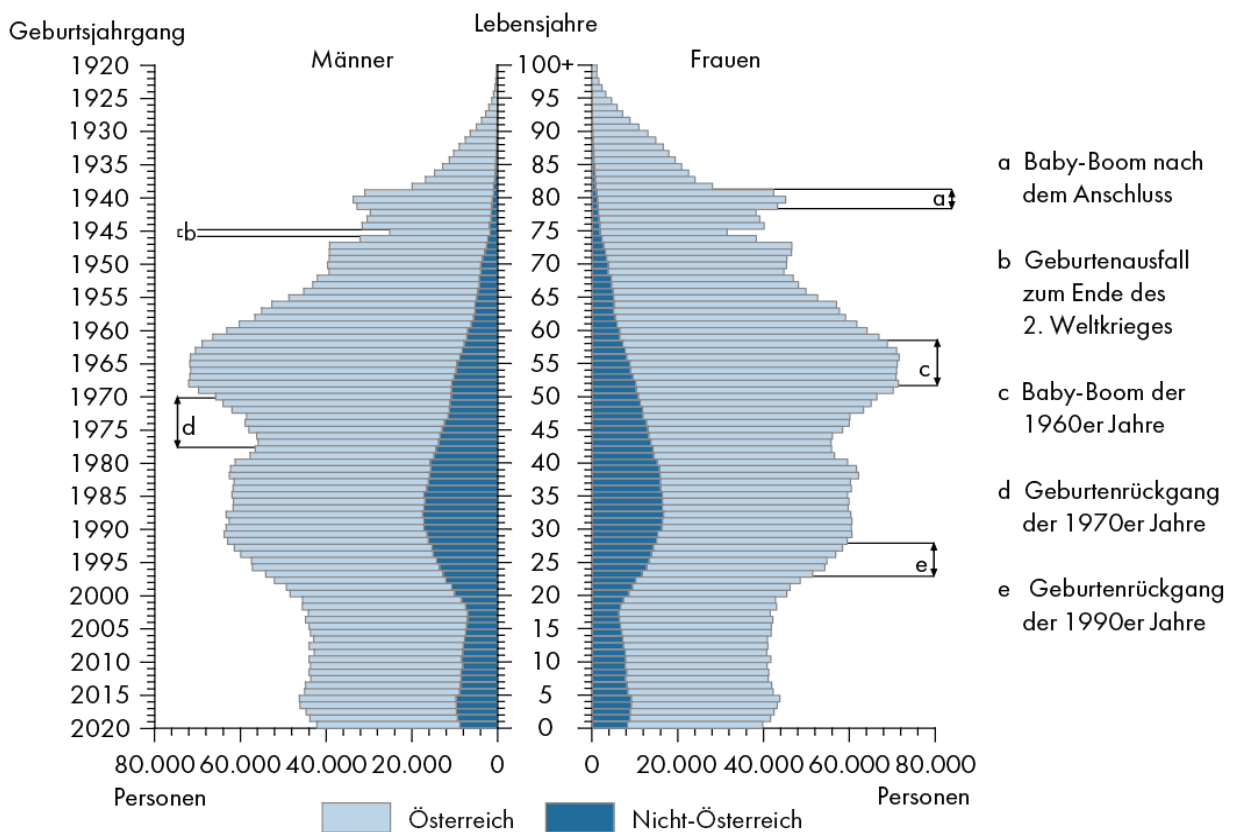 Geburtsjahrgang
Lebensjahre
Männer
Frauen
1920
1925
1930
1935
1940
1945
1950
1955
1960
1965
1970
1975
1980
1985
1990
1995
2000
2005
2010
2015
2020
100+
95
90
85
80
75
70
65
60
55
50
45
40
35
30
25
20
15
10
5
0
b
d
a
c
e
80.000 60.000 40.000 20.000 0
Personen
0 20.000 40.000 60.000 80.000
Personen
Österreich
Nicht-Österreich
a Baby-Boom nach
dem Anschluss
b Geburtenausfall
zum Ende des
2. Weltkrieges
c Baby-Boom der
1960er Jahre
d Geburtenrückgang
der 1970er Jahre
e Geburtenrückgang
der 1990er Jahre